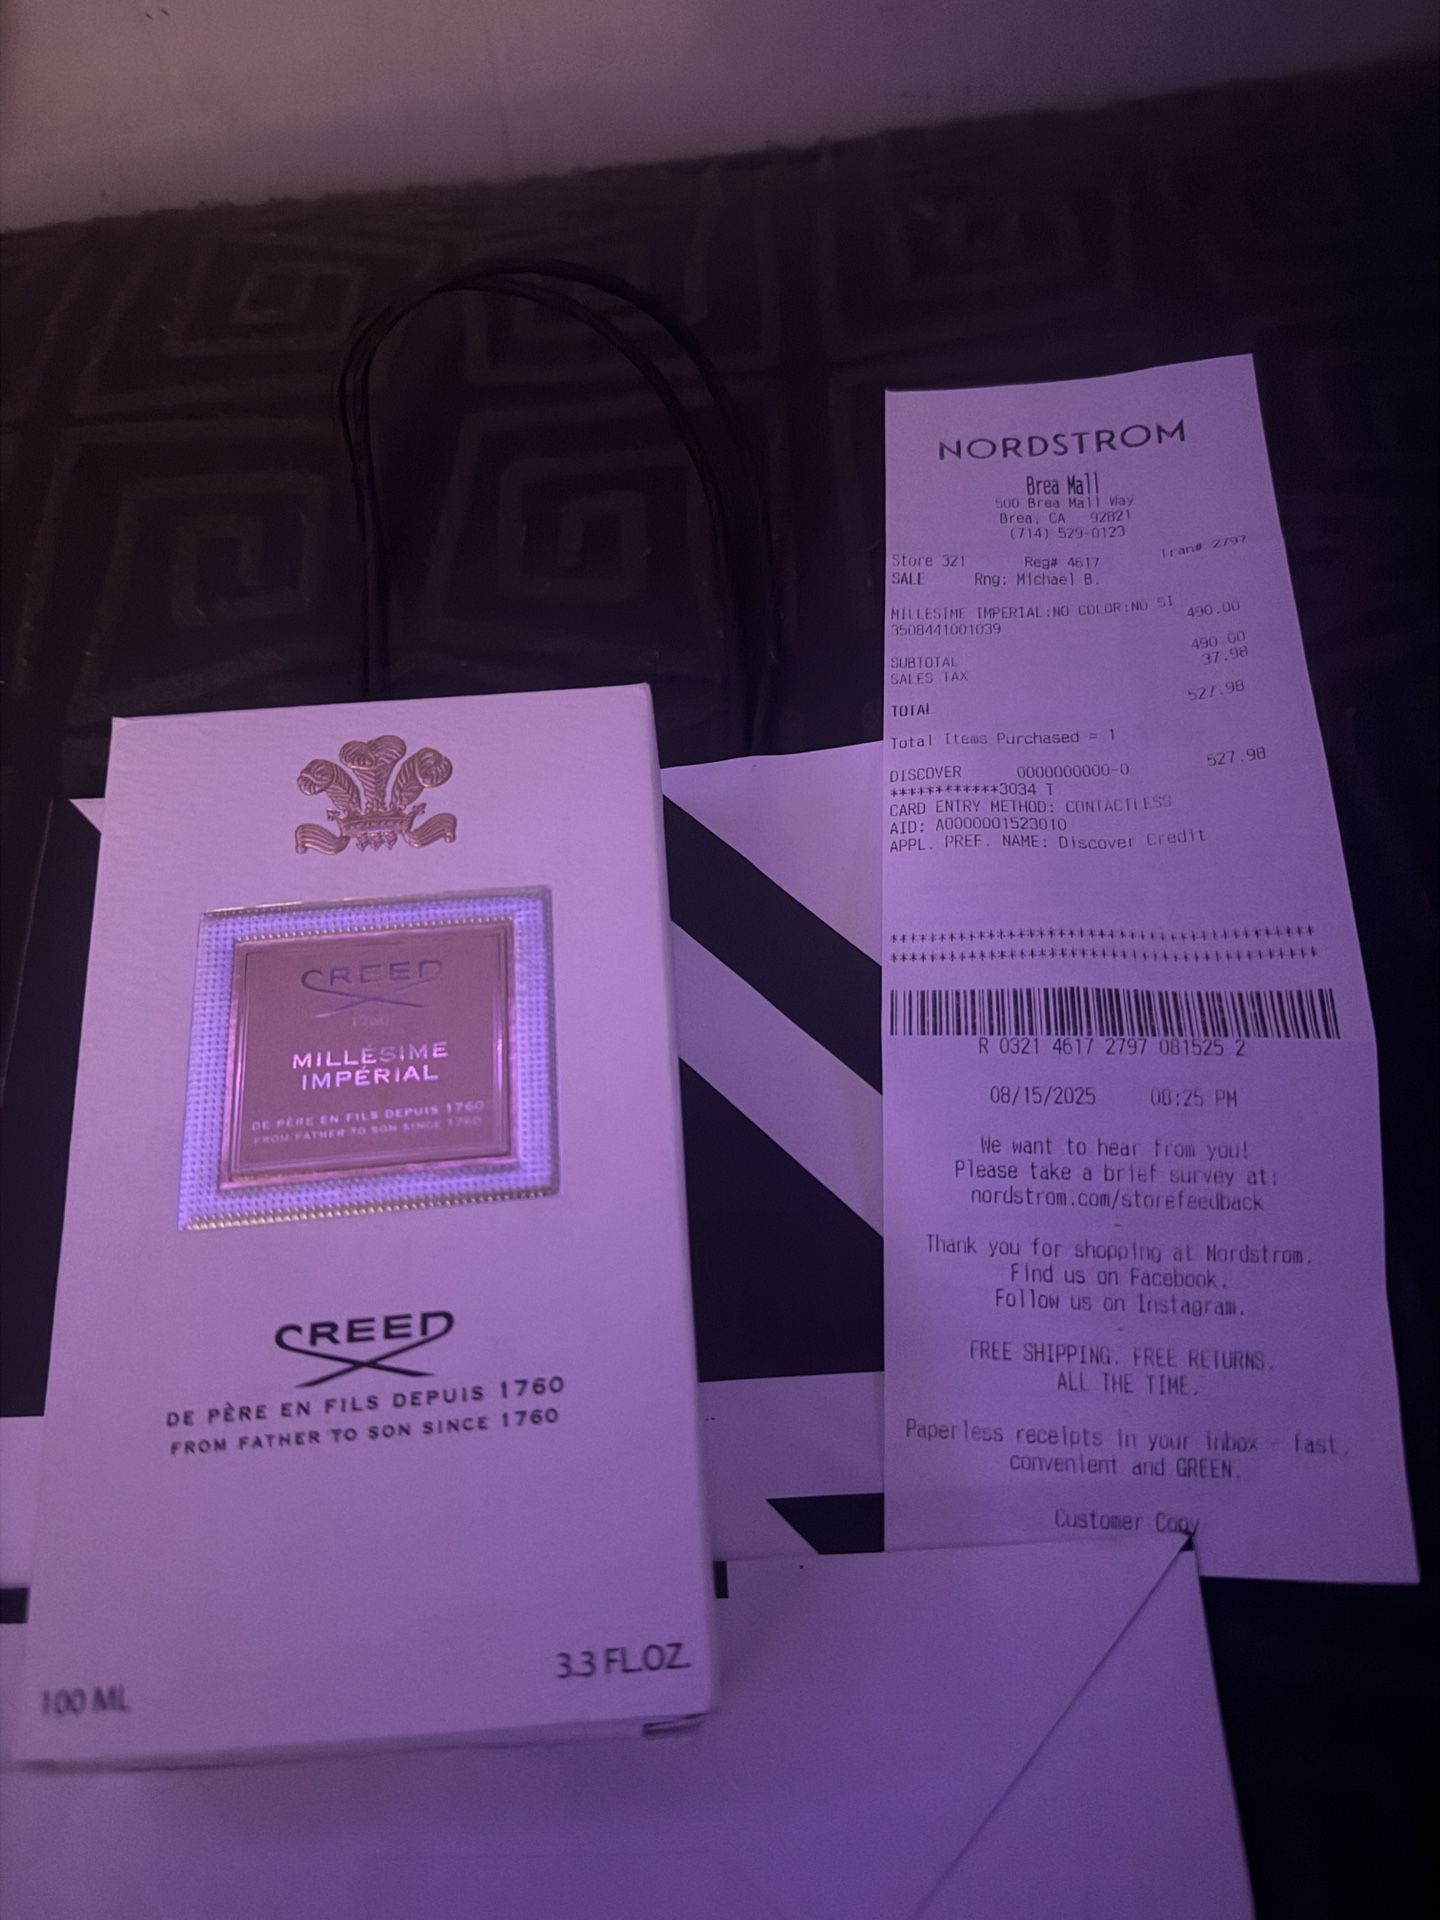 NORDSTROM
Brea Mall
500 Brea Mall Way
Brea, CA 92821
(714) 529-0123
Store 321 Reg# 4617 Tran# 2797
SALE Rng: Michael B.
MILLESIME IMPERIAL:NO COLOR:NO SI 490.00
3508441001039
SUBTOTAL 490.00
SALES TAX 37.98
TOTAL 527.98
Total Items Purchased = 1
DISCOVER 0000000000-0 527.98
************3034 T
CARD ENTRY METHOD: CONTACTLESS
AID: A0000001523010
APPL. PREF. NAME: Discover Credit
***************************************
***************************************
R 0321 4617 2797 081525 2
08/15/2025 08:25 PM
We want to hear from you!
Please take a brief survey at:
nordstrom.com/storefeedback
-
Thank you for shopping at Nordstrom.
Find us on Facebook.
Follow us on Instagram.
-
FREE SHIPPING. FREE RETURNS.
ALL THE TIME.
Paperless receipts in your inbox - fast,
convenient and GREEN.
Customer Copy
CREED
1760
MILLÉSIME
IMPÉRIAL
DE PÈRE EN FILS DEPUIS 1760
FROM FATHER TO SON SINCE 1760
CREED
DE PÈRE EN FILS DEPUIS 1760
FROM FATHER TO SON SINCE 1760
100 ML 3.3 FL.OZ.